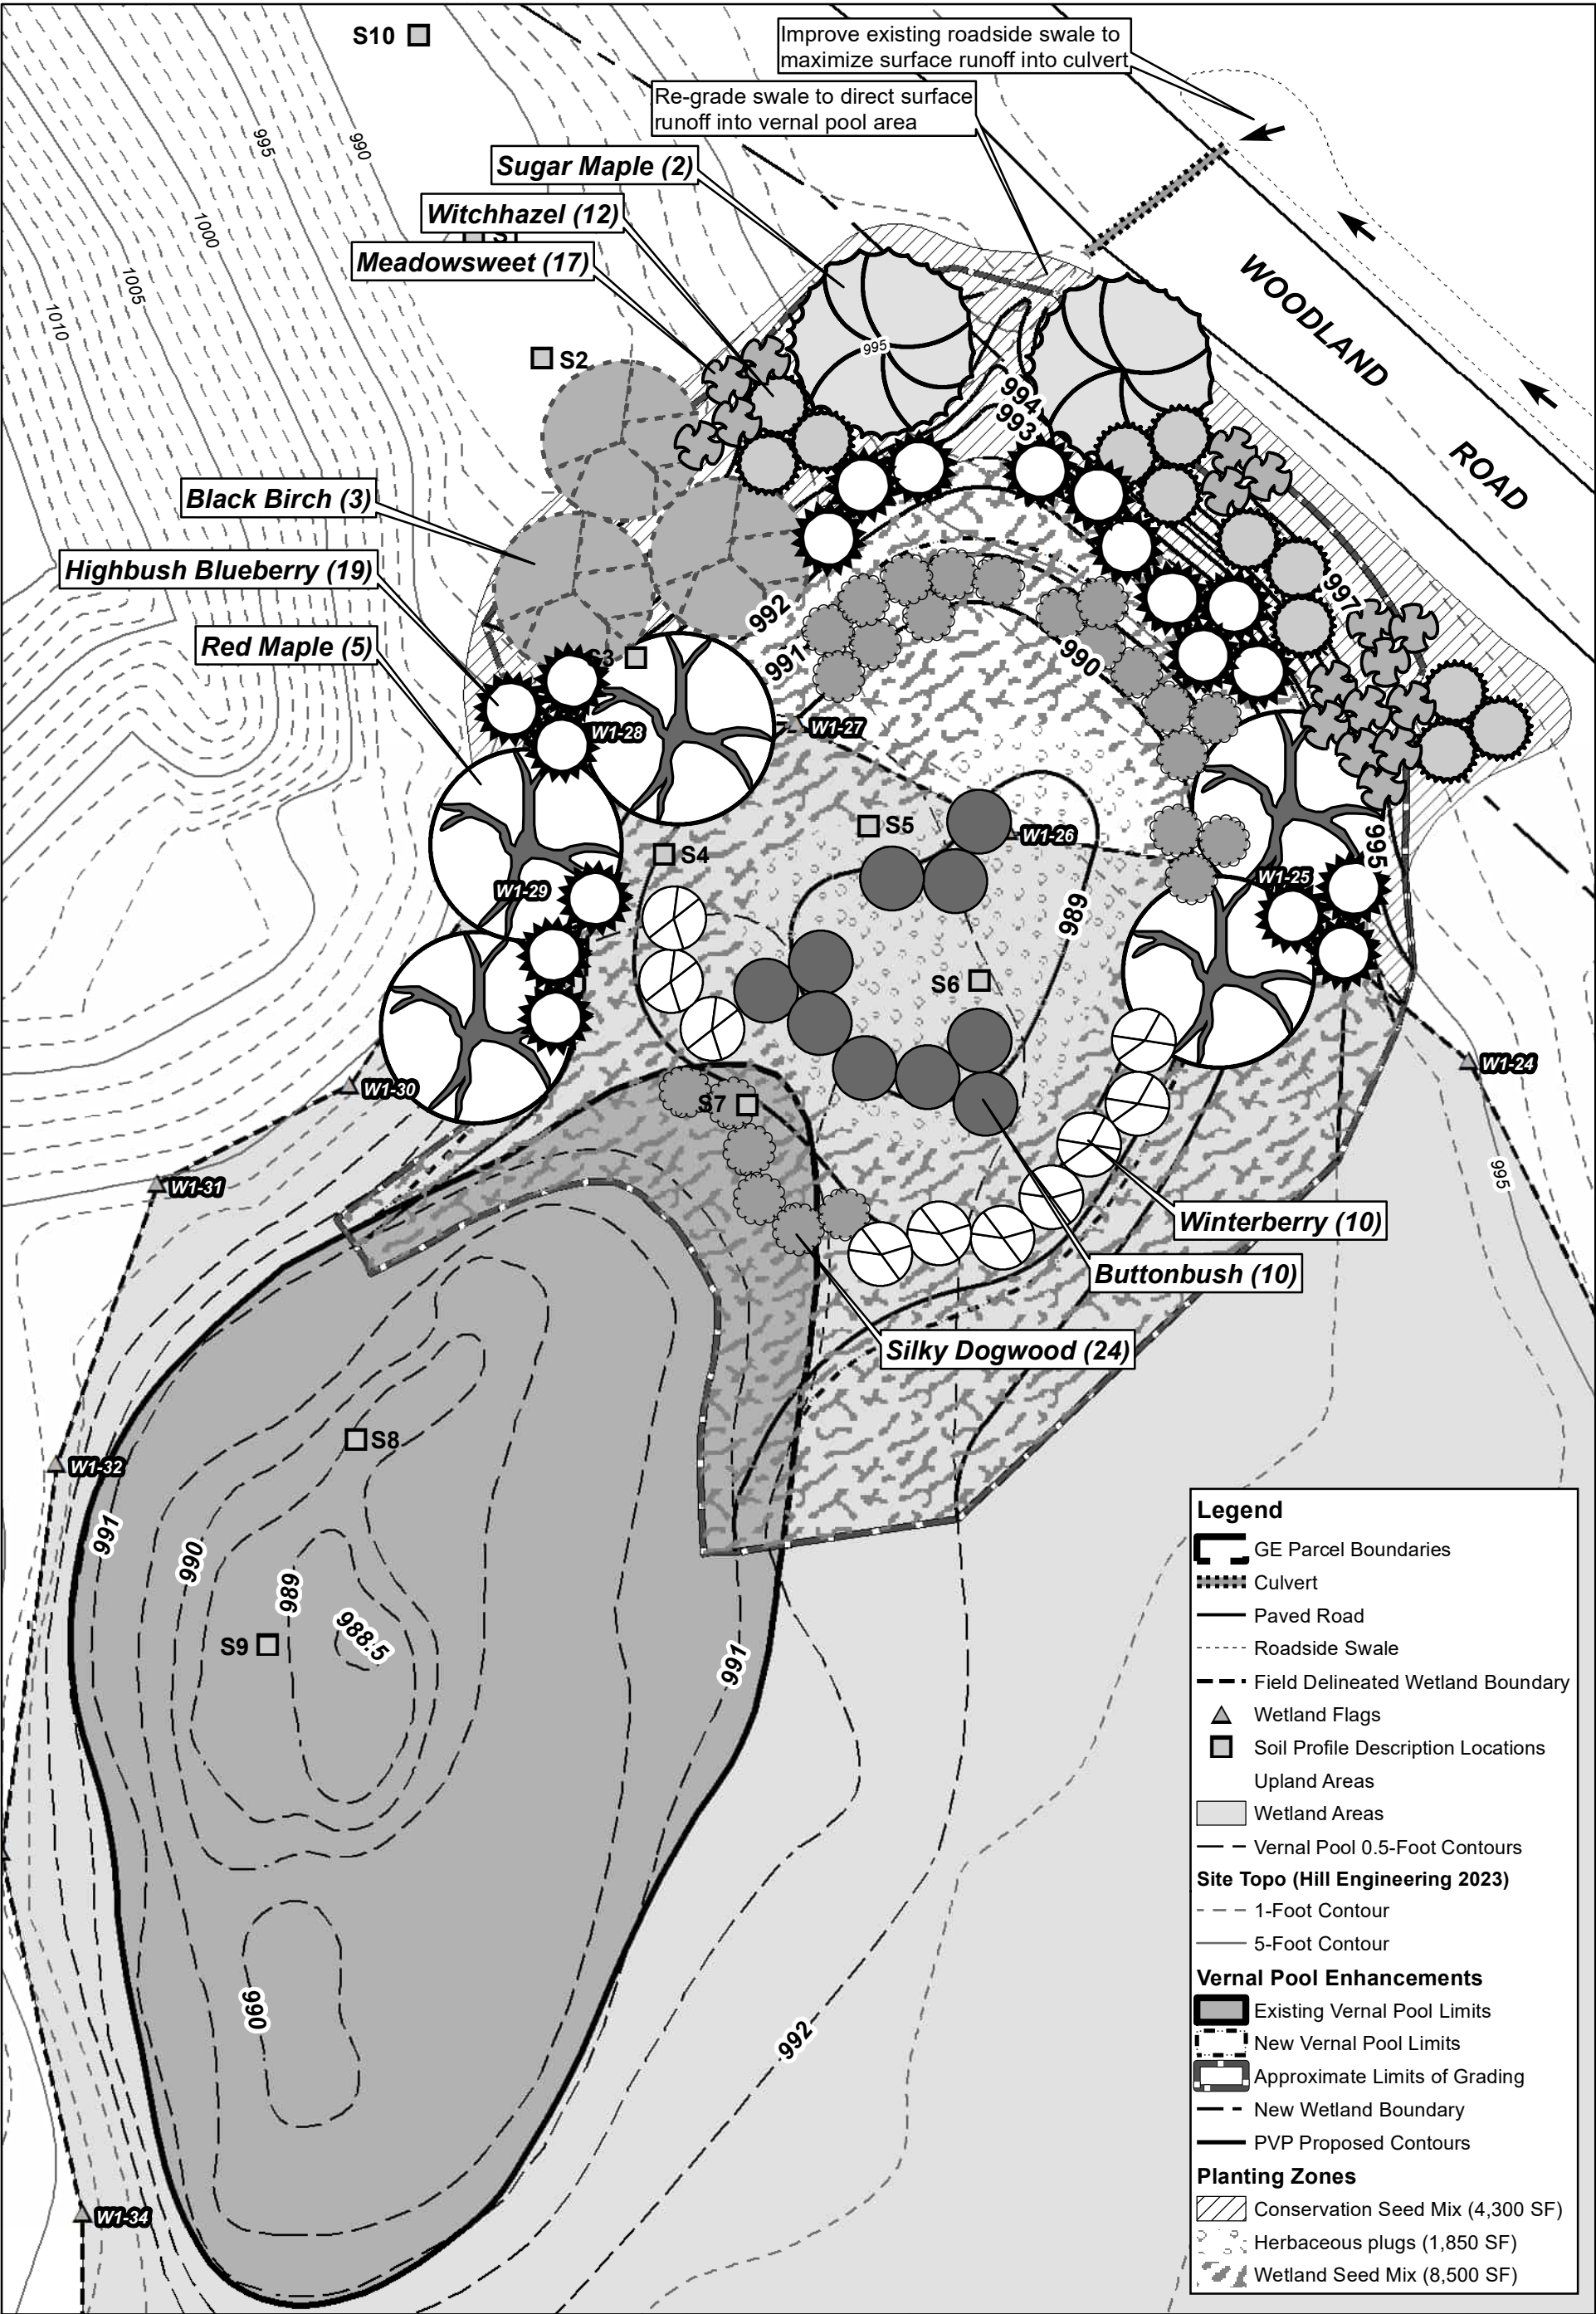 S10
Improve existing roadside swale to
maximize surface runoff into culvert
Re-grade swale to direct surface
runoff into vernal pool area
995
990
Sugar Maple (2)
Witchhazel (12)
Meadowsweet (17)
1000
1005
1010
WOODLAND
ROAD
S2
995
994
993
Black Birch (3)
Highbush Blueberry (19)
Red Maple (5)
992
991
990
997
S3
W1-28
W1-27
S5
W1-26
S4
W1-29
W1-25
995
989
S6
W1-24
W1-30
S7
W1-31
995
Winterberry (10)
Buttonbush (10)
Silky Dogwood (24)
S8
W1-32
991
990
989
988.5
S9
991
990
992
W1-34
Legend
GE Parcel Boundaries
Culvert
Paved Road
Roadside Swale
Field Delineated Wetland Boundary
Wetland Flags
Soil Profile Description Locations
Upland Areas
Wetland Areas
Vernal Pool 0.5-Foot Contours
Site Topo (Hill Engineering 2023)
1-Foot Contour
5-Foot Contour
Vernal Pool Enhancements
Existing Vernal Pool Limits
New Vernal Pool Limits
Approximate Limits of Grading
New Wetland Boundary
PVP Proposed Contours
Planting Zones
Conservation Seed Mix (4,300 SF)
Herbaceous plugs (1,850 SF)
Wetland Seed Mix (8,500 SF)